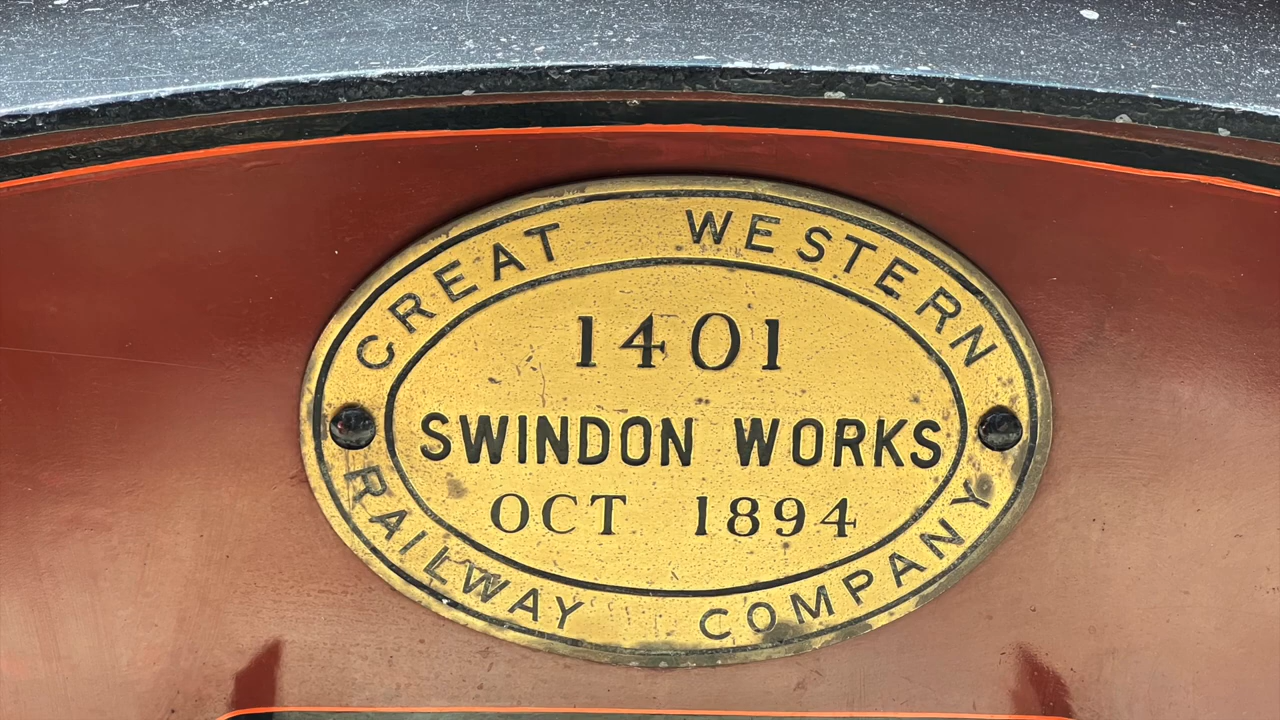 GREAT WESTERN
1401
SWINDON WORKS
OCT 1894
RAILWAY COMPANY